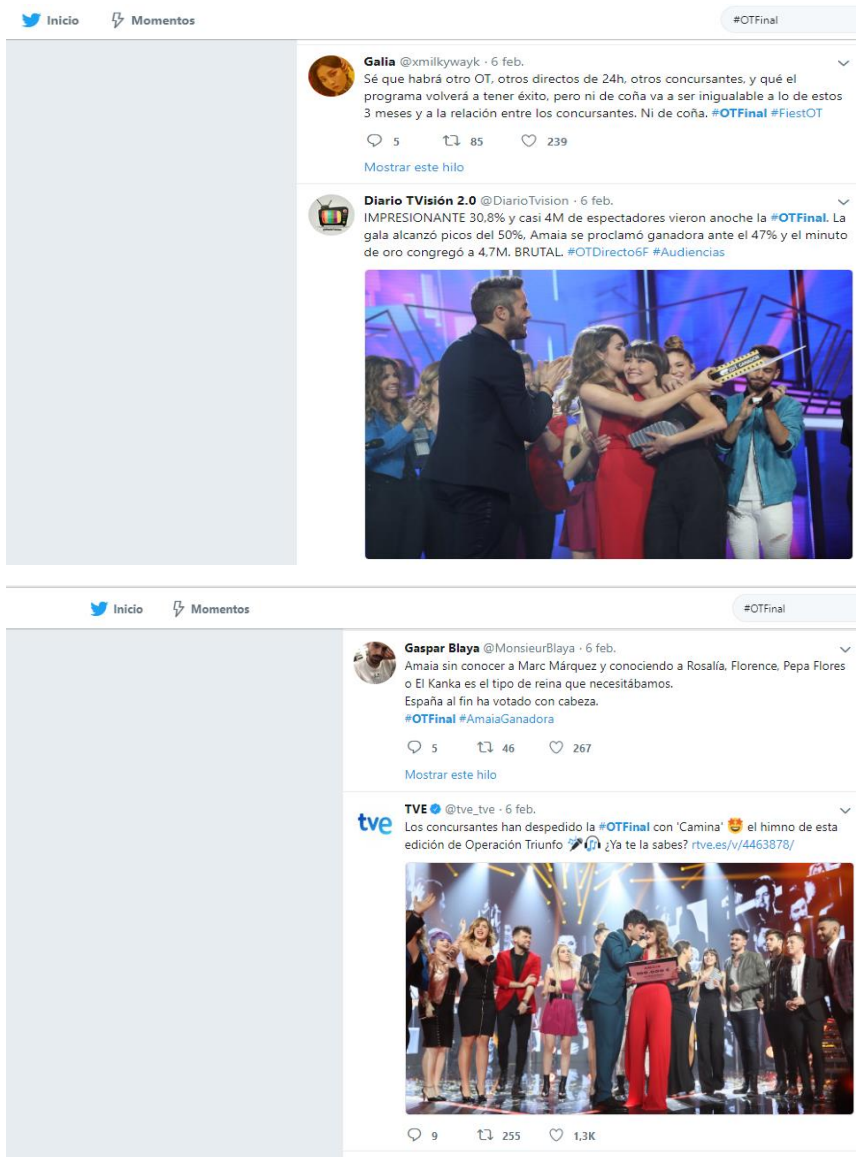 Inicio Momentos #OTFinal
Galia @xmilkywayk · 6 feb.
Sé que habrá otro OT, otros directos de 24h, otros concursantes, y qué el
programa volverá a tener éxito, pero ni de coña va a ser inigualable a lo de estos
3 meses y a la relación entre los concursantes. Ni de coña. #OTFinal #FiestOT
5 85 239
Mostrar este hilo
Diario TVisión 2.0 @DiarioTvision · 6 feb.
IMPRESIONANTE 30,8% y casi 4M de espectadores vieron anoche la #OTFinal. La
gala alcanzó picos del 50%, Amaia se proclamó ganadora ante el 47% y el minuto
de oro congregó a 4,7M. BRUTAL. #OTDirecto6F #Audiencias
Inicio Momentos #OTFinal
Gaspar Blaya @MonsieurBlaya · 6 feb.
Amaia sin conocer a Marc Márquez y conociendo a Rosalía, Florence, Pepa Flores
o El Kanka es el tipo de reina que necesitábamos.
España al fin ha votado con cabeza.
#OTFinal #AmaiaGanadora
5 46 267
Mostrar este hilo
tve
TVE @tve_tve · 6 feb.
Los concursantes han despedido la #OTFinal con 'Camina' 🤩 el himno de esta
edición de Operación Triunfo 🎤🎧 ¿Ya te la sabes? rtve.es/v/4463878/
9 255 1,3K